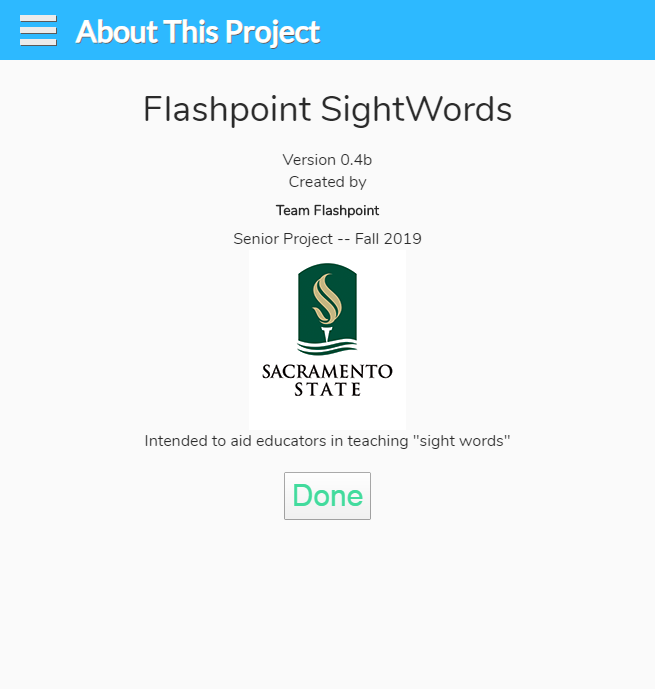 About This Project
Flashpoint SightWords
Version 0.4b
Created by
Team Flashpoint
Senior Project -- Fall 2019
SACRAMENTO
STATE
Intended to aid educators in teaching "sight words"
Done